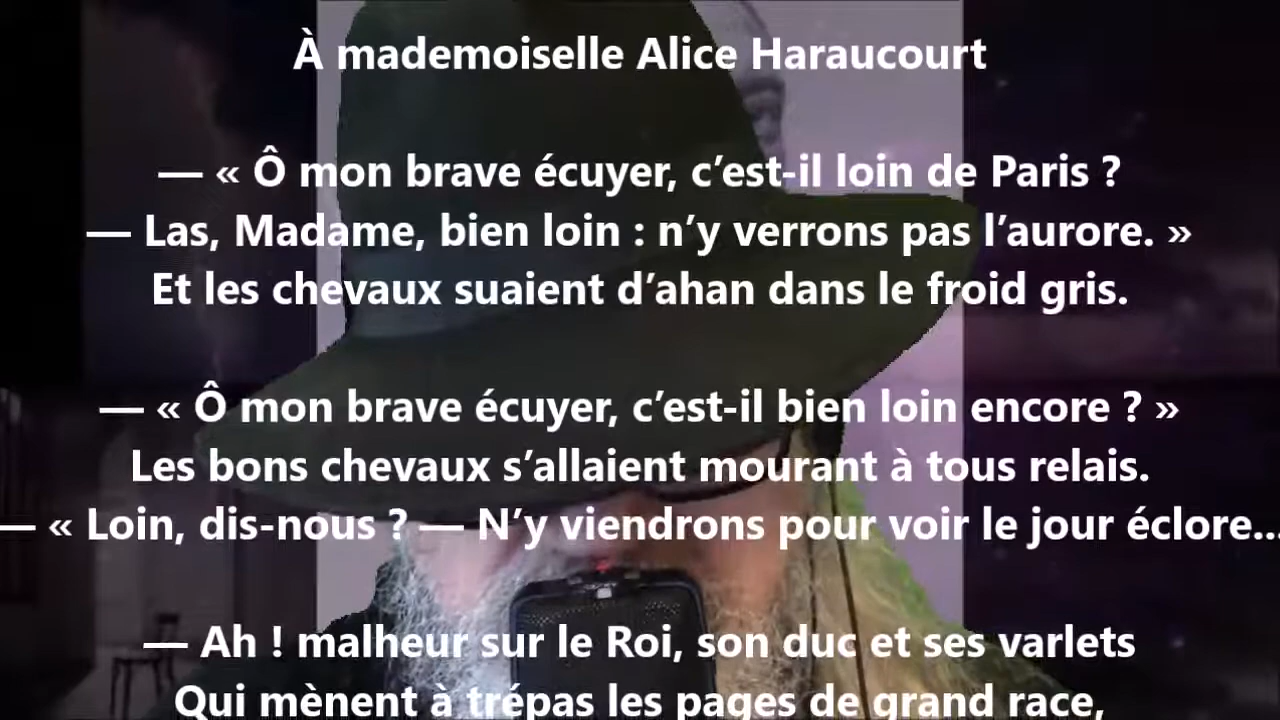 À mademoiselle Alice Haraucourt
— « Ô mon brave écuyer, c’est-il loin de Paris ?
— Las, Madame, bien loin : n’y verrons pas l’aurore. »
Et les chevaux suaient d’ahan dans le froid gris.
— « Ô mon brave écuyer, c’est-il bien loin encore ? »
Les bons chevaux s’allaient mourant à tous relais.
— « Loin, dis-nous ? — N’y viendrons pour voir le jour éclore...
— Ah ! malheur sur le Roi, son duc et ses varlets
Qui mènent à trépas les pages de grand race,